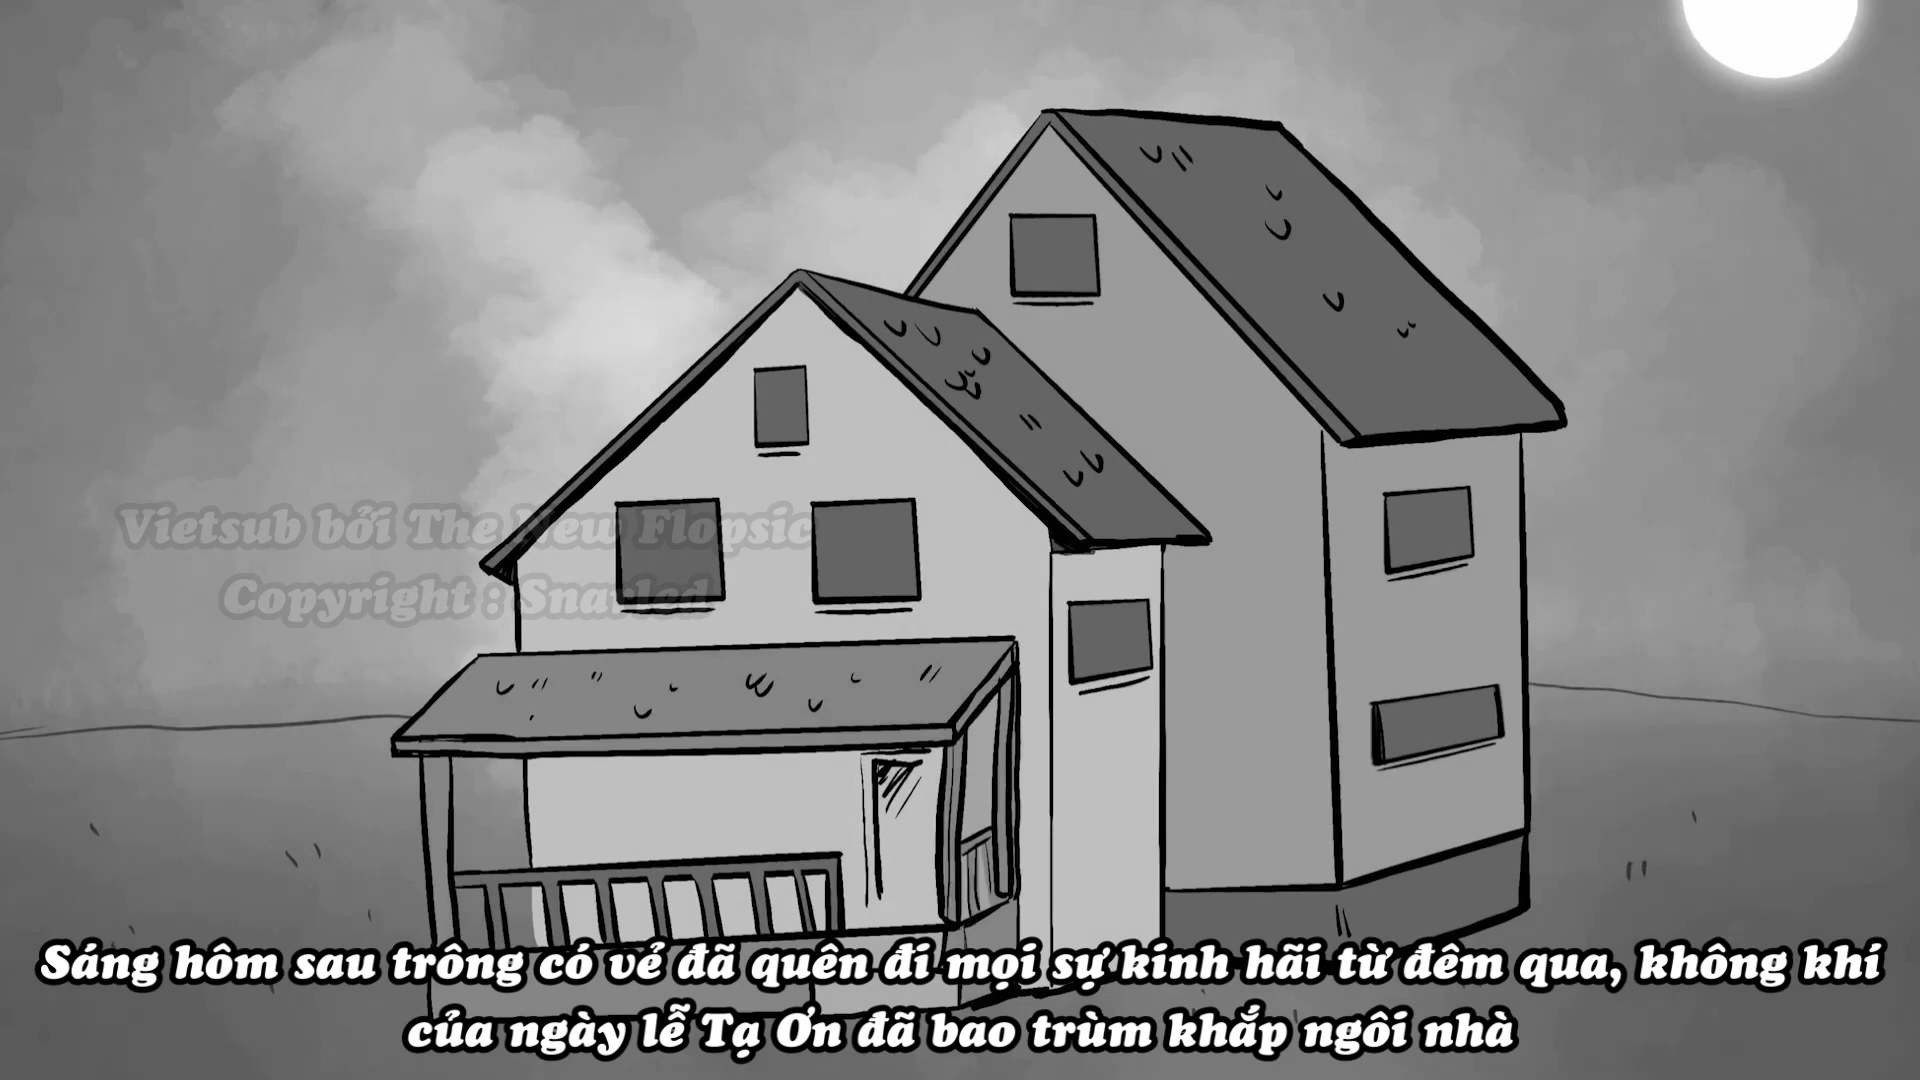 Vietsub bởi The New Flopsic
Copyright : Snarled
Sáng hôm sau trông có vẻ đã quên đi mọi sự kinh hãi từ đêm qua, không khí
của ngày lễ Tạ Ơn đã bao trùm khắp ngôi nhà